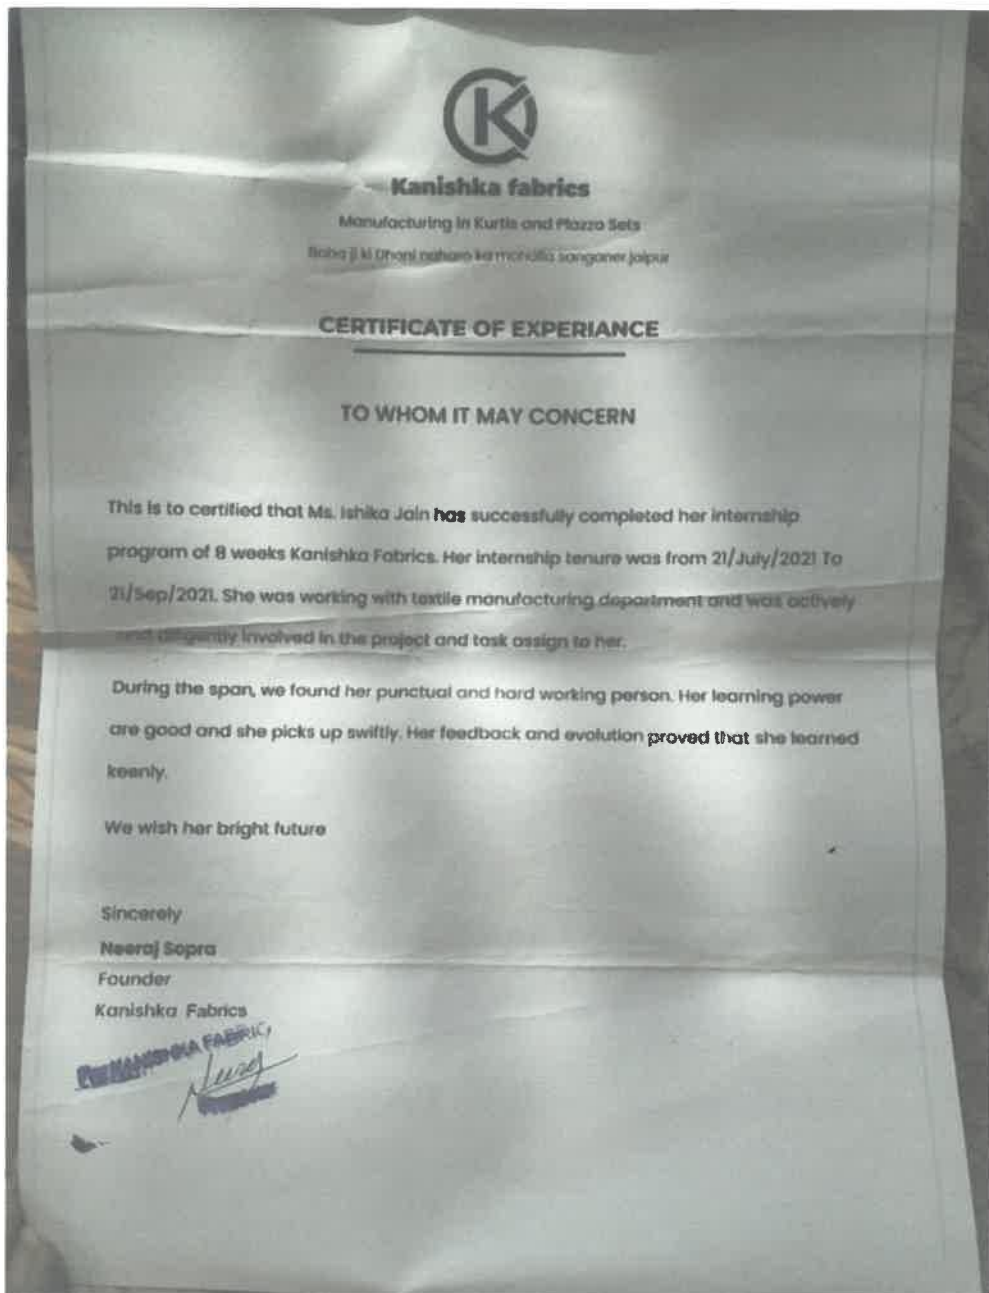 K
Kanishka fabrics
Manufacturing in Kurtis and Plazzo Sets
Baba ji ki Dhani naharo ka sanganer jaipur
CERTIFICATE OF EXPERIANCE
TO WHOM IT MAY CONCERN
This is to certified that Ms. Ishika Jain has successfully completed her internship
program of 8 weeks Kanishka Fabrics. Her internship tenure was from 21/July/2021 To
21/Sep/2021. She was working with textile manufacturing department and was actively
and diligently involved in the project and task assign to her.
During the span, we found her punctual and hard working person. Her learning power
are good and she picks up swiftly. Her feedback and evolution proved that she learned
keenly.
We wish her bright future
Sincerely
Neeraj Sopra
Founder
Kanishka Fabrics
For KANISHKA FABRIC